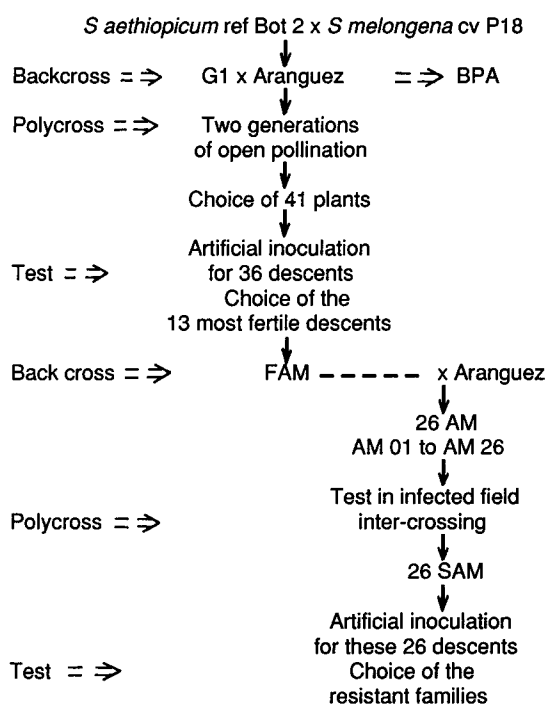 S aethiopicum ref Bot 2 x S melongena cv P18
Backcross ==> G1 x Aranguez ==> BPA
Polycross ==> Two generations
of open pollination
Choice of 41 plants
Artificial inoculation
Test ==> for 36 descents
Choice of the
13 most fertile descents
Back cross ==> FAM - - - - - x Aranguez
26 AM
AM 01 to AM 26
Test in infected field
Polycross ==> inter-crossing
26 SAM
Artificial inoculation
for these 26 descents
Test ==> Choice of the
resistant families